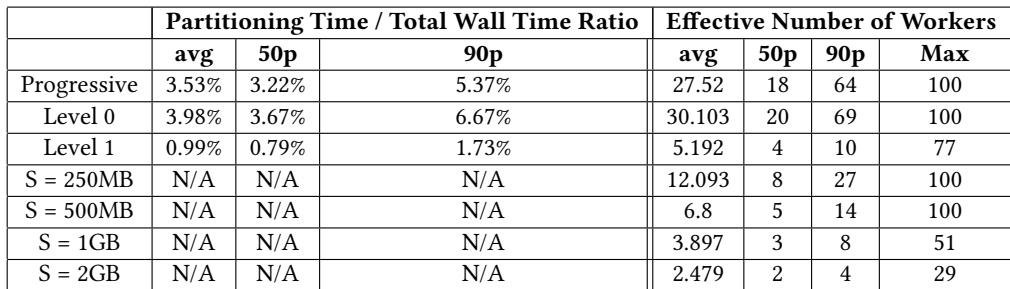 Partitioning Time / Total Wall Time Ratio Effective Number of Workers
avg 50p 90p avg 50p 90p Max
Progressive 3.53% 3.22% 5.37% 27.52 18 64 100
Level 0 3.98% 3.67% 6.67% 30.103 20 69 100
Level 1 0.99% 0.79% 1.73% 5.192 4 10 77
S = 250MB N/A N/A N/A 12.093 8 27 100
S = 500MB N/A N/A N/A 6.8 5 14 100
S = 1GB N/A N/A N/A 3.897 3 8 51
S = 2GB N/A N/A N/A 2.479 2 4 29